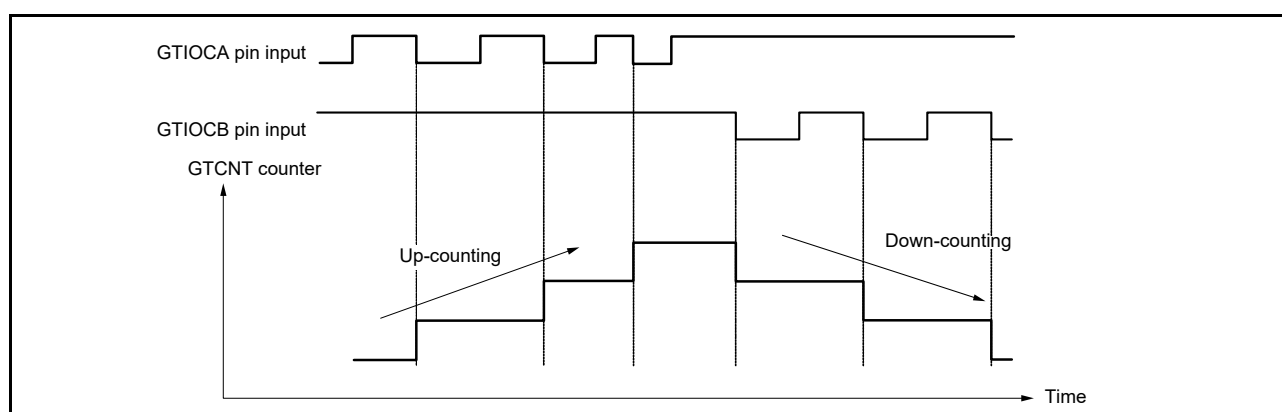 GTIOCA pin input
GTIOCB pin input
GTCNT counter
Up-counting
Down-counting
Time